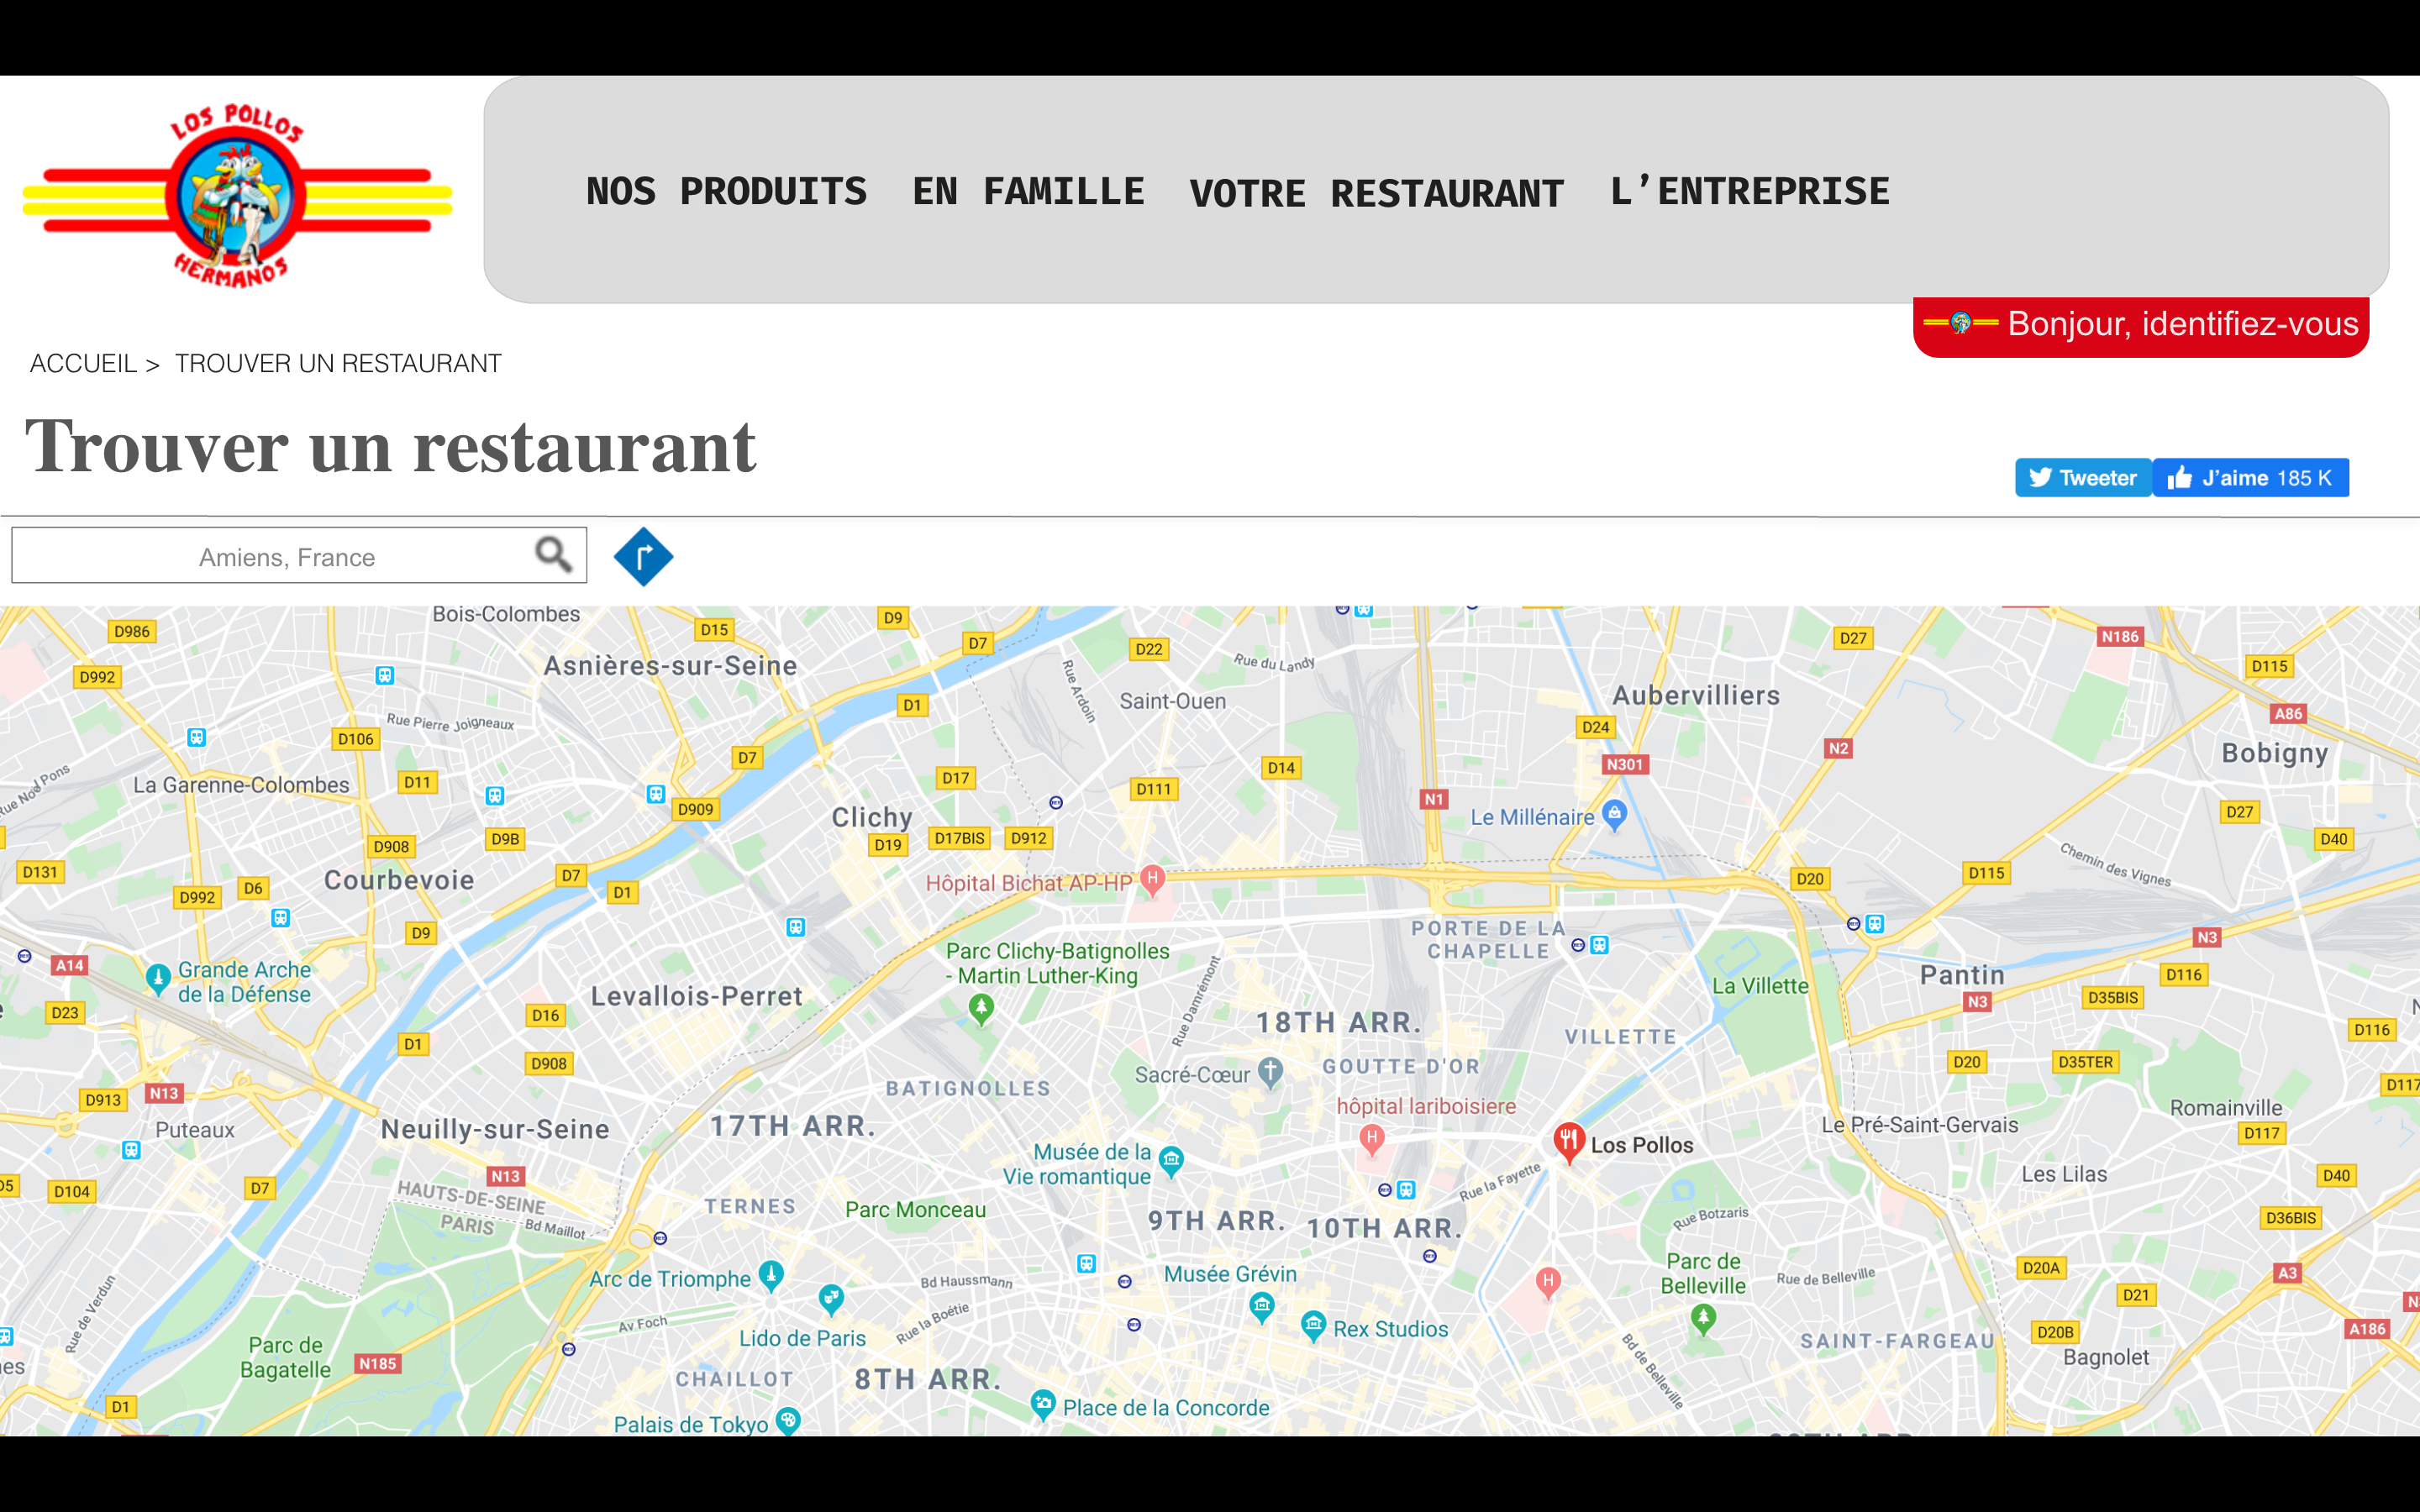 LOS POLLOS
HERMANOS
NOS PRODUITS EN FAMILLE VOTRE RESTAURANT L’ENTREPRISE
Bonjour, identifiez-vous
ACCUEIL > TROUVER UN RESTAURANT
Trouver un restaurant
Tweeter J’aime 185 K
Amiens, France
Bois-Colombes
D986
D15
D9
D7
D22
Rue du Landy
D27
N186
D115
Asnières-sur-Seine
D992
Rue Ardoin
Saint-Ouen
Aubervilliers
D1
A86
Rue Pierre Joigneaux
D24
D106
D7
N2
Bobigny
N301
D14
La Garenne-Colombes
D11
D17
D111
N1
D909
Clichy
Le Millénaire
D27
D908
D9B
D19
D17BIS
D912
D40
Chemin des Vignes
D131
Courbevoie
D7
D1
Hôpital Bichat AP-HP
D20
D115
D992
D6
D9
PORTE DE LA
CHAPELLE
N3
Parc Clichy-Batignolles
- Martin Luther-King
A14
Grande Arche
de la Défense
Pantin
D116
La Villette
Levallois-Perret
N3
D35BIS
D23
D16
Rue Damrémont
18TH ARR.
VILLETTE
D116
D1
D908
Sacré-Cœur
GOUTTE D'OR
D20
D35TER
N13
D913
BATIGNOLLES
D117
hôpital lariboisiere
Romainville
Puteaux
Neuilly-sur-Seine
17TH ARR.
Le Pré-Saint-Gervais
D117
Los Pollos
Musée de la
Vie romantique
N13
Rue la Fayette
Les Lilas
D40
D104
D7
HAUTS-DE-SEINE
PARIS
Bd Maillot
TERNES
Parc Monceau
9TH ARR.
10TH ARR.
Rue Botzaris
D36BIS
Arc de Triomphe
Bd Haussmann
Musée Grévin
Parc de
Belleville
Rue de Belleville
D20A
A3
D21
Rue de Verdun
Av Foch
Lido de Paris
Rue la Boétie
Rex Studios
SAINT-FARGEAU
D20B
A186
Parc de
Bagatelle
N185
Bd de Belleville
Bagnolet
CHAILLOT
8TH ARR.
D1
Palais de Tokyo
Place de la Concorde